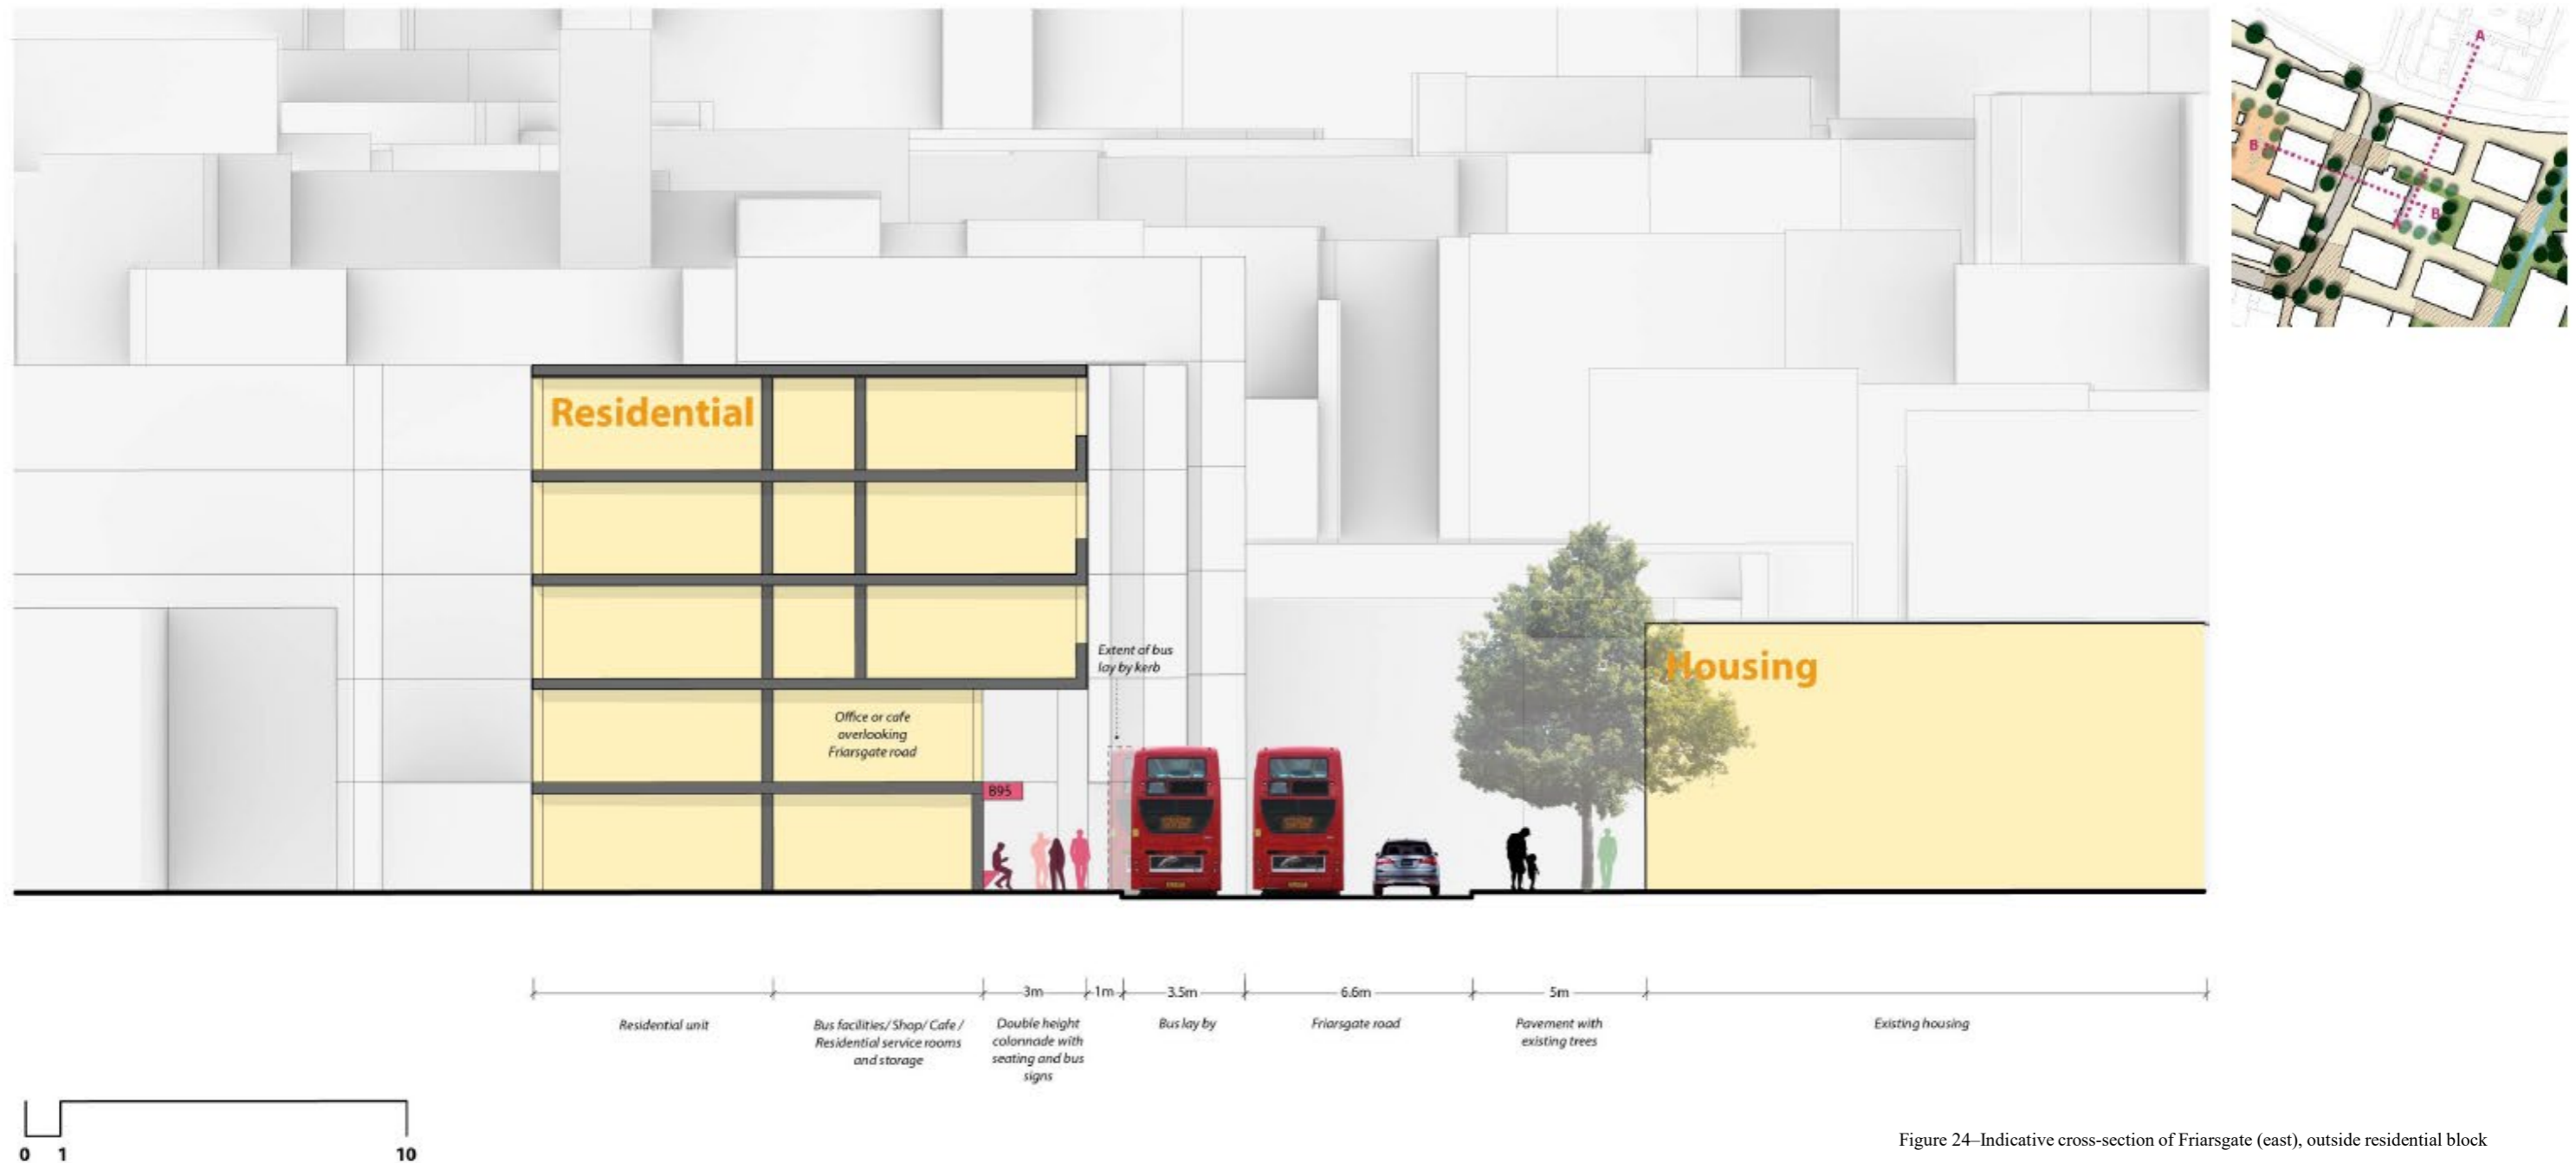 A
B
B
A
Residential
Extent of bus
lay by kerb
Housing
Office or cafe
overlooking
Friarsgate road
B95
3m
1m
3.5m
6.6m
5m
Residential unit
Bus facilities/ Shop/ Cafe /
Residential service rooms
and storage
Double height
colonnade with
seating and bus
signs
Bus lay by
Friarsgate road
Pavement with
existing trees
Existing housing
0 1 10
Figure 24–Indicative cross-section of Friarsgate (east), outside residential block